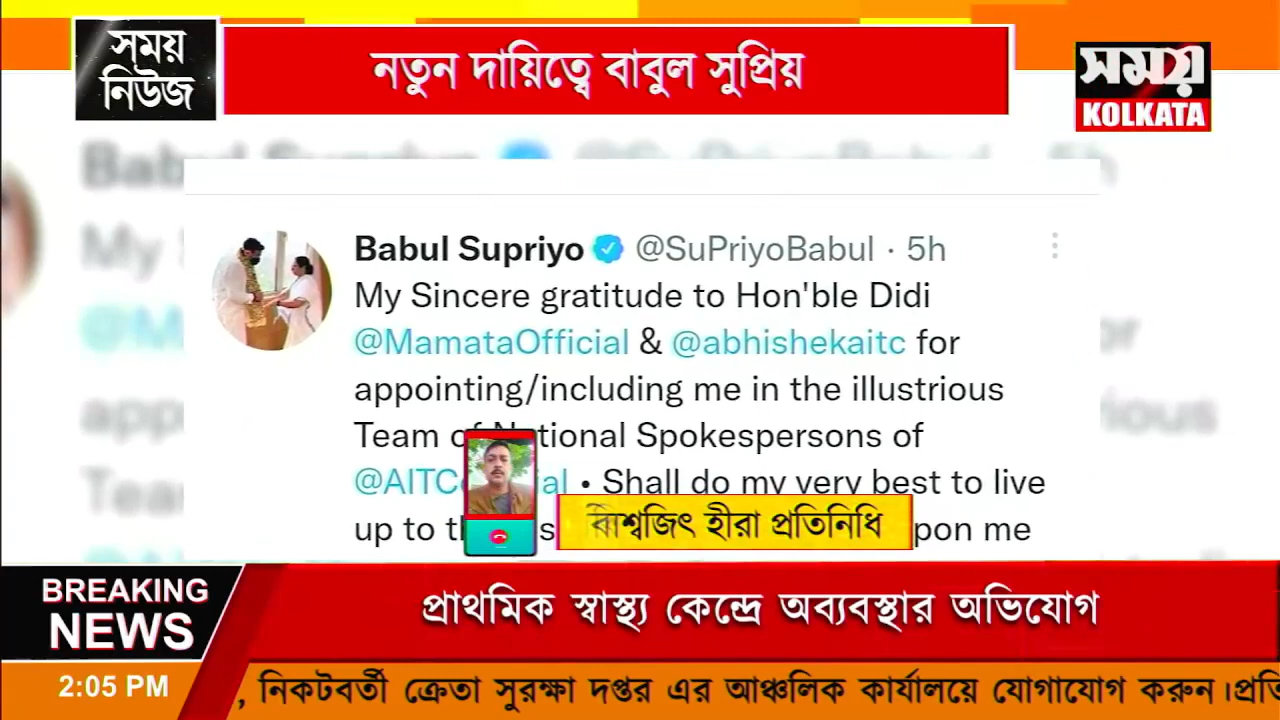 সময়
নিউজ
নতুন দায়িত্বে বাবুল সুপ্রিয়
সময়
KOLKATA
Babul Supriyo @SuPriyoBabul · 5h
My Sincere gratitude to Hon'ble Didi
@MamataOfficial & @abhishekaitc for
appointing/including me in the illustrious
Team of National Spokespersons of
al • Shall do my very best to live
up to pon me
বিশ্বজিৎ হীরা প্রতিনিধি
BREAKING
NEWS
প্রাথমিক স্বাস্থ্য কেন্দ্রে অব্যবস্থার অভিযোগ
2:05 PM
, নিকটবর্তী ক্রেতা সুরক্ষা দপ্তর এর আঞ্চলিক কার্যালয়ে যোগাযোগ করুন।প্রতি